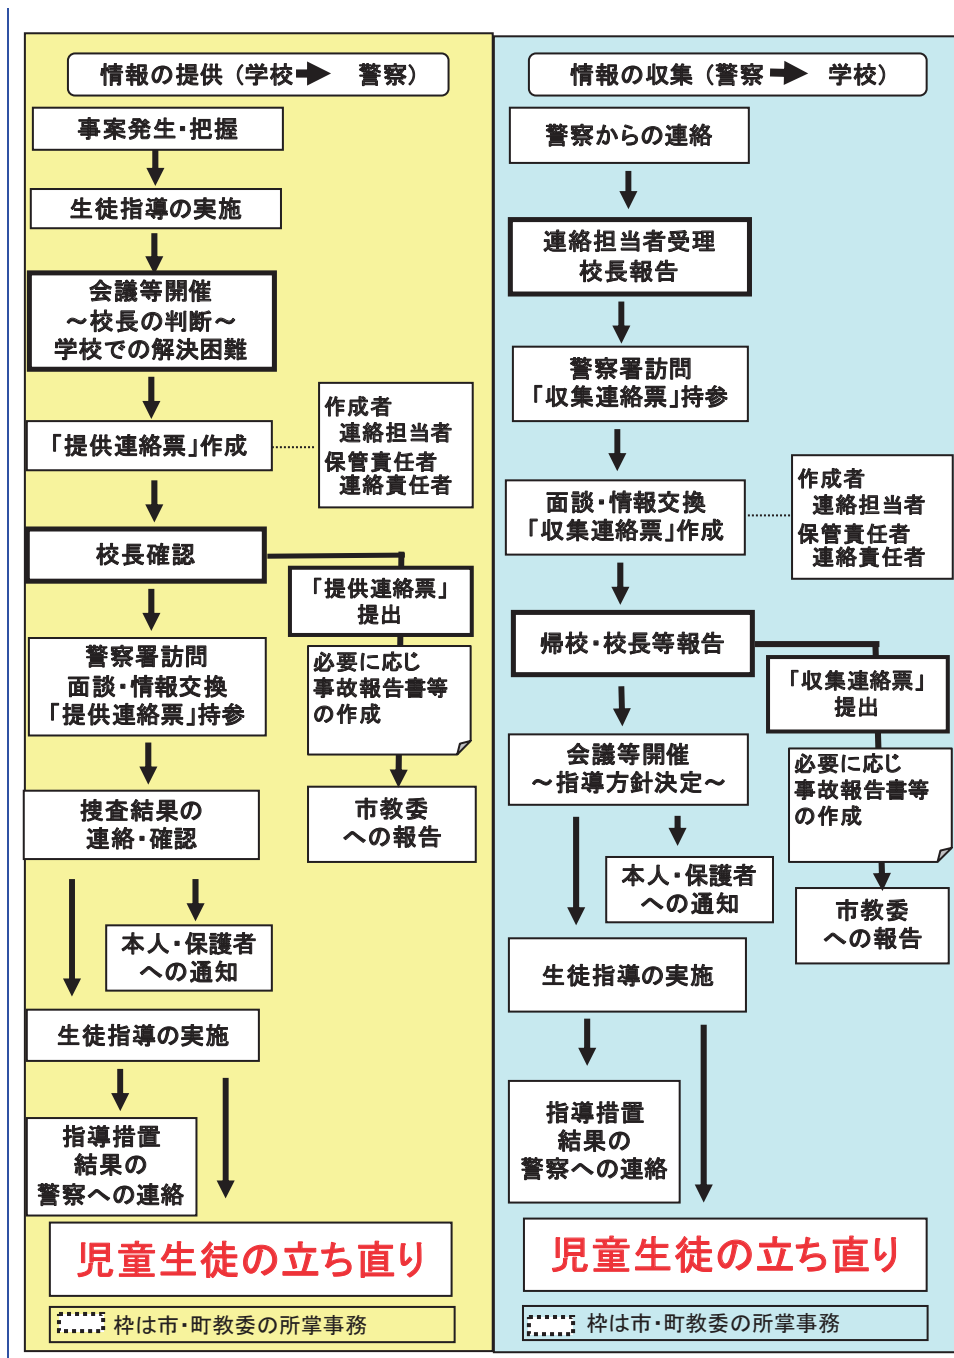 情報の提供（学校 警察）
事案発生・把握
生徒指導の実施
会議等開催
～校長の判断～
学校での解決困難
「提供連絡票」作成
作成者
連絡担当者
保管責任者
連絡責任者
校長確認
「提供連絡票」
提出
警察署訪問
面談・情報交換
「提供連絡票」持参
必要に応じ
事故報告書等
の作成
捜査結果の
連絡・確認
市教委
への報告
本人・保護者
への通知
生徒指導の実施
指導措置
結果の
警察への連絡
児童生徒の立ち直り
枠は市・町教委の所掌事務
情報の収集（警察 学校）
警察からの連絡
連絡担当者受理
校長報告
警察署訪問
「収集連絡票」持参
面談・情報交換
「収集連絡票」作成
作成者
連絡担当者
保管責任者
連絡責任者
帰校・校長等報告
「収集連絡票」
提出
会議等開催
～指導方針決定～
必要に応じ
事故報告書等
の作成
本人・保護者
への通知
市教委
への報告
生徒指導の実施
指導措置
結果の
警察への連絡
児童生徒の立ち直り
枠は市・町教委の所掌事務